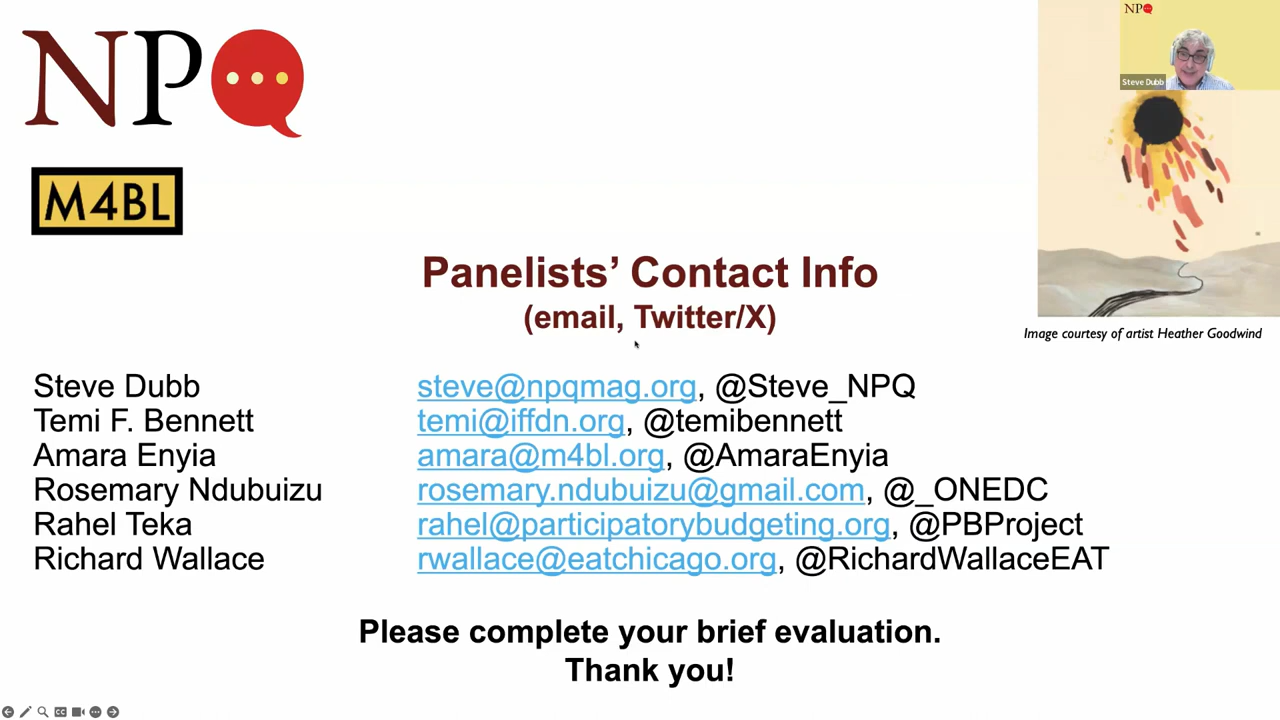 NPQ
NPQ
Steve Dubb
M4BL
Panelists’ Contact Info
(email, Twitter/X)
Image courtesy of artist Heather Goodwind
Steve Dubb steve@npqmag.org, @Steve_NPQ
Temi F. Bennett temi@iffdn.org, @temibennett
Amara Enyia amara@m4bl.org, @AmaraEnyia
Rosemary Ndubuizu rosemary.ndubuizu@gmail.com, @_ONEDC
Rahel Teka rahel@participatorybudgeting.org, @PBProject
Richard Wallace rwallace@eatchicago.org, @RichardWallaceEAT
Please complete your brief evaluation.
Thank you!
CC